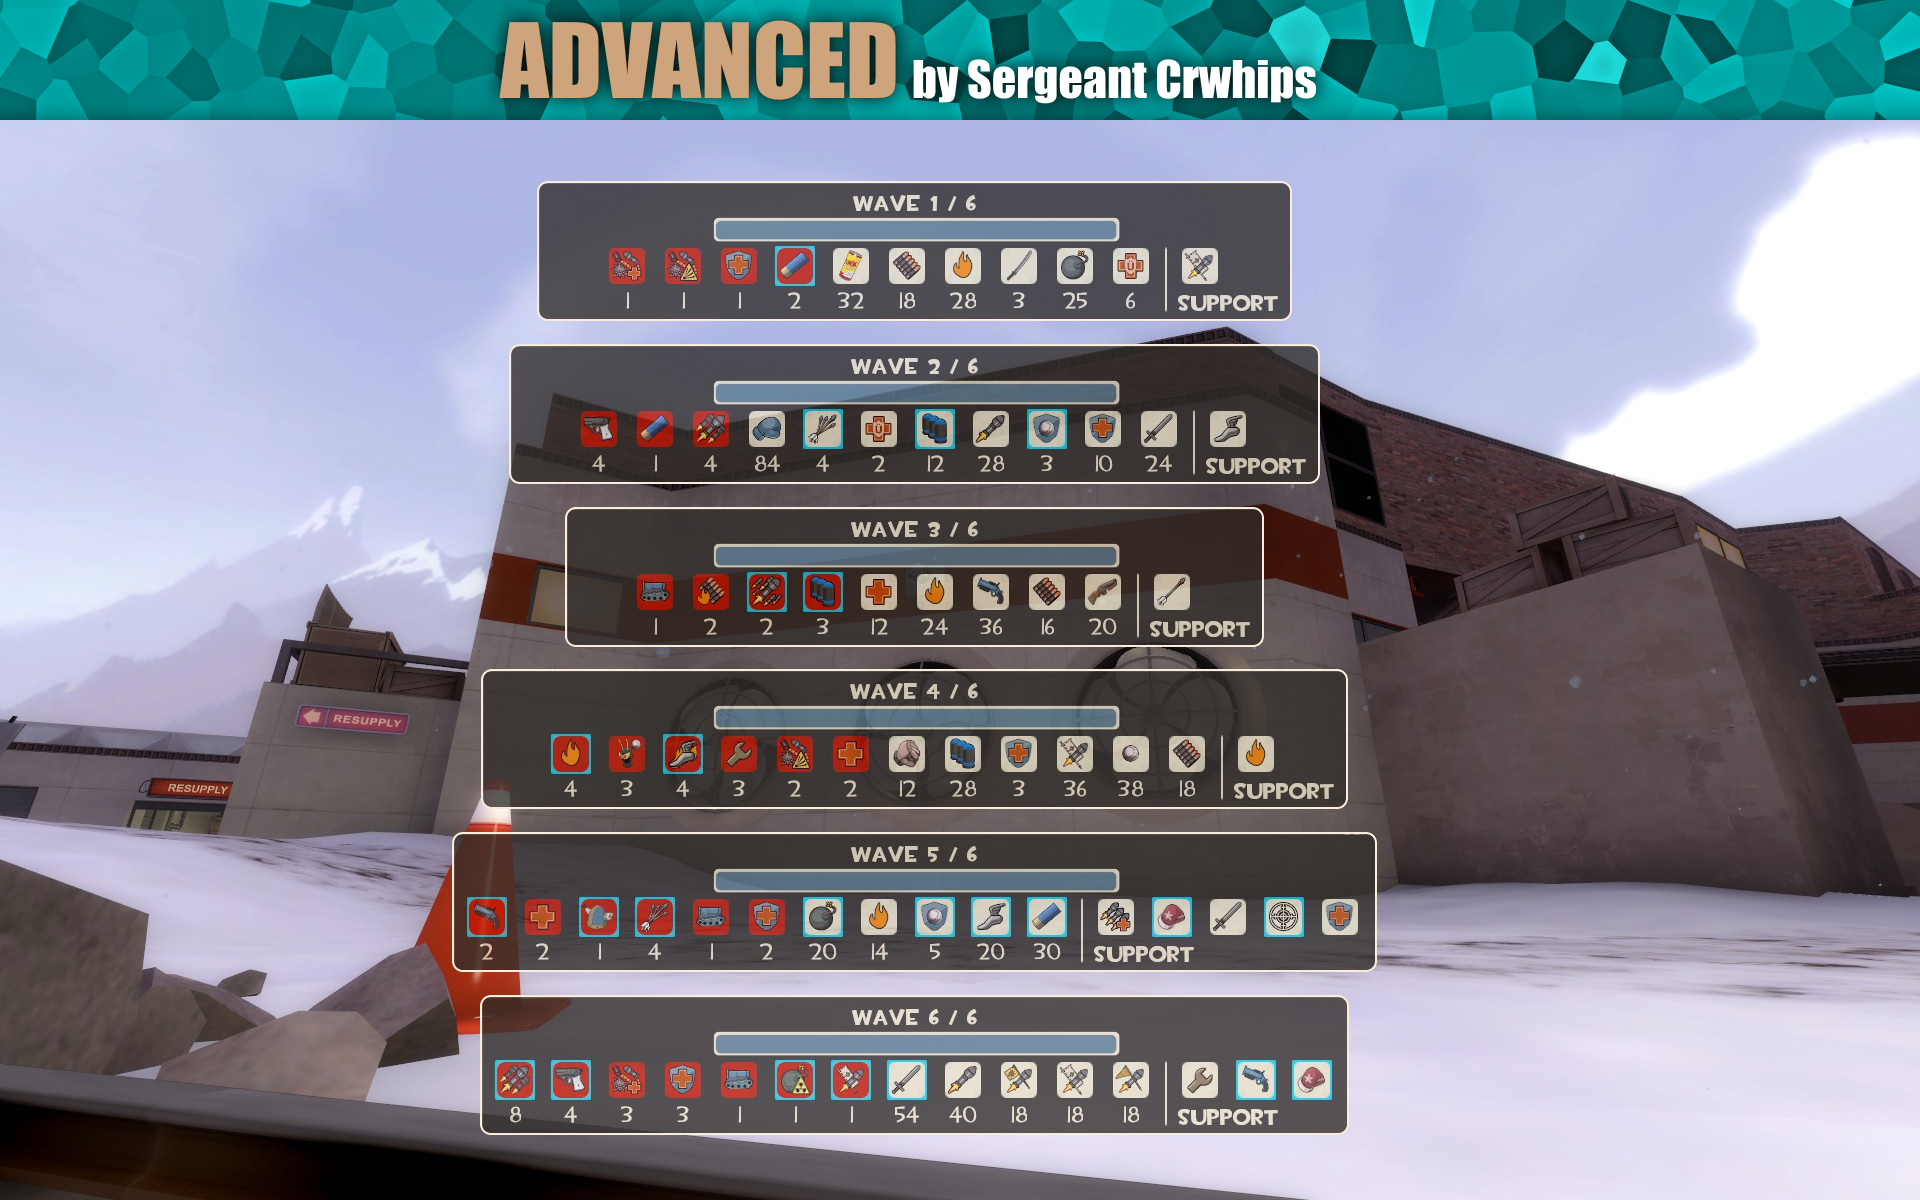 ADVANCED by Sergeant Crwhips
WAVE 1 / 6
1 1 1 2 32 18 28 3 25 6 SUPPORT
WAVE 2 / 6
4 1 4 84 4 2 12 28 3 10 24 SUPPORT
WAVE 3 / 6
1 2 2 3 12 24 36 16 20 SUPPORT
WAVE 4 / 6
RESUPPLY
4 3 4 3 2 2 12 28 3 36 38 18 SUPPORT
RESUPPLY
WAVE 5 / 6
2 2 1 4 1 2 20 14 5 20 30 SUPPORT
WAVE 6 / 6
8 4 3 3 1 1 1 54 40 18 18 18 SUPPORT